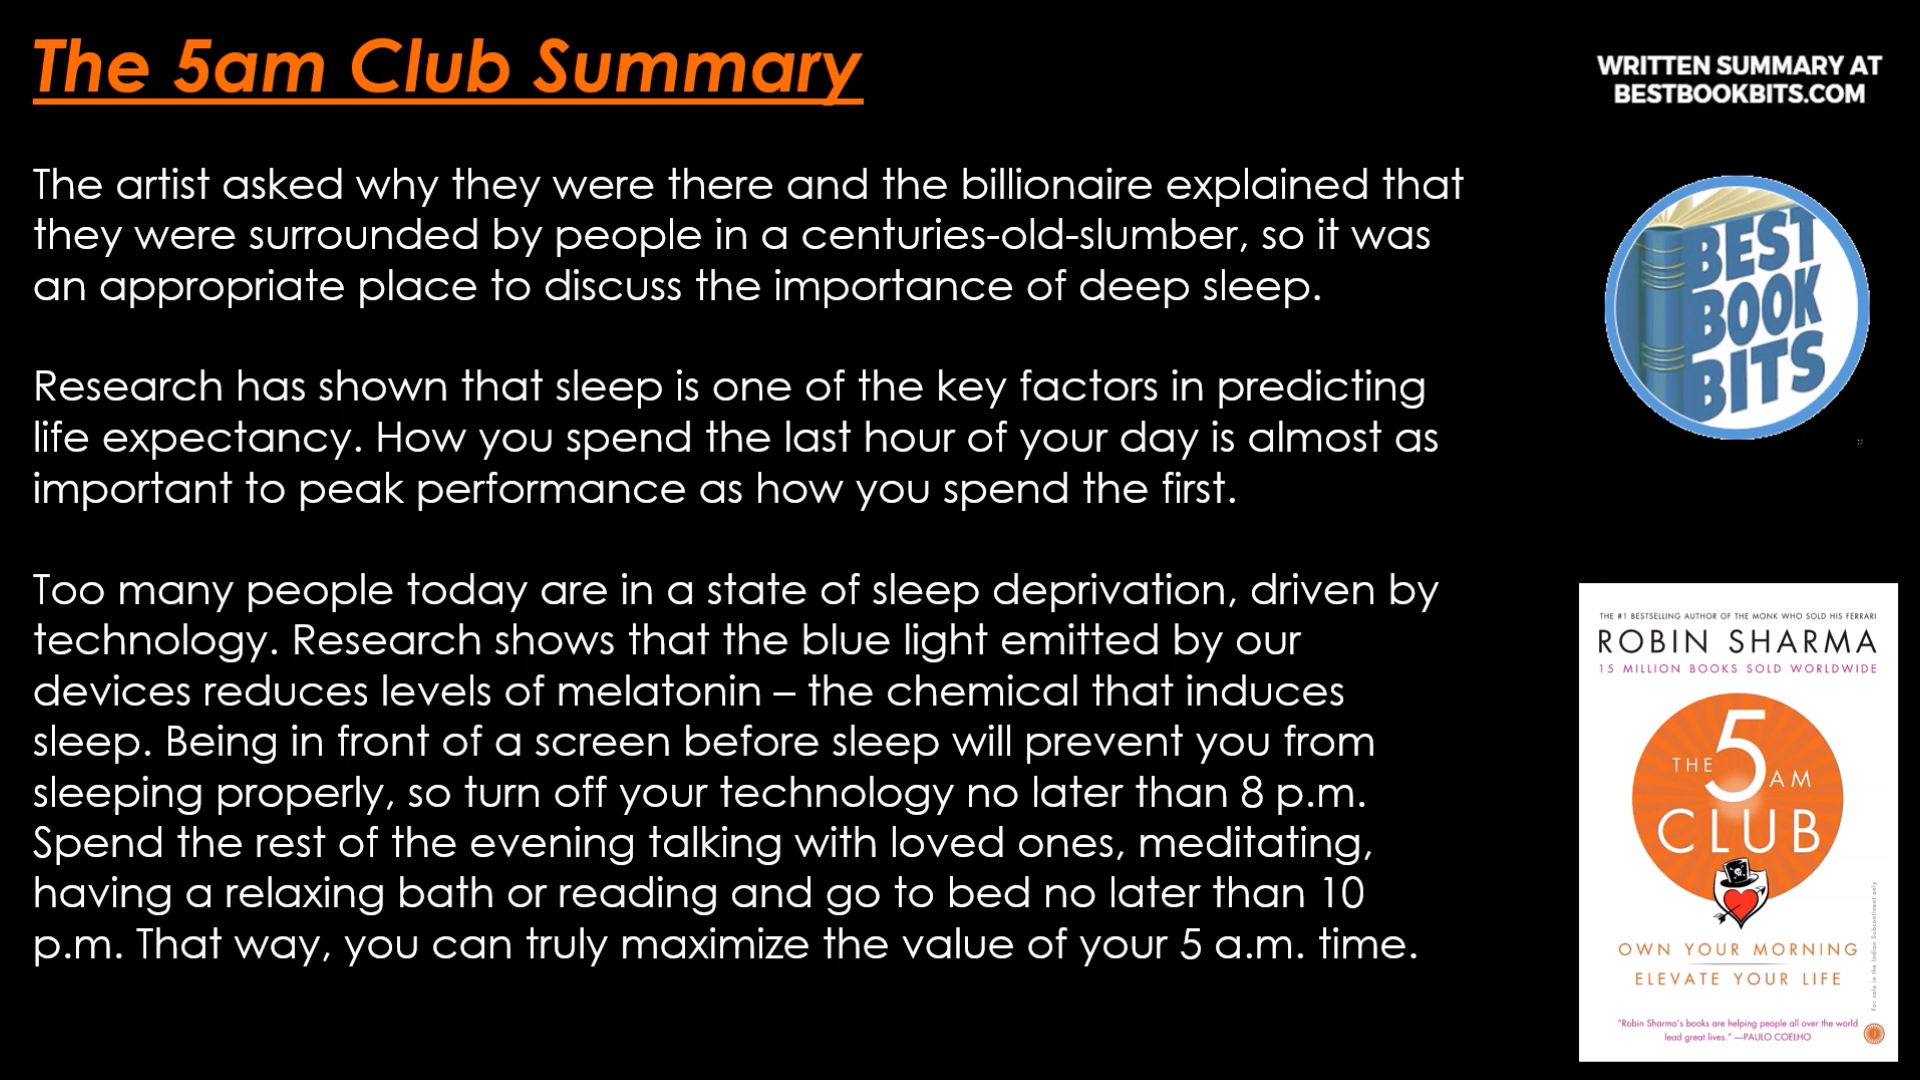 The 5am Club Summary
The artist asked why they were there and the billionaire explained that
they were surrounded by people in a centuries-old-slumber, so it was
an appropriate place to discuss the importance of deep sleep.
Research has shown that sleep is one of the key factors in predicting
life expectancy. How you spend the last hour of your day is almost as
important to peak performance as how you spend the first.
Too many people today are in a state of sleep deprivation, driven by
technology. Research shows that the blue light emitted by our
devices reduces levels of melatonin – the chemical that induces
sleep. Being in front of a screen before sleep will prevent you from
sleeping properly, so turn off your technology no later than 8 p.m.
Spend the rest of the evening talking with loved ones, meditating,
having a relaxing bath or reading and go to bed no later than 10
p.m. That way, you can truly maximize the value of your 5 a.m. time.
WRITTEN SUMMARY AT
BESTBOOKBITS.COM
BEST
BOOK
BITS
THE #1 BESTSELLING AUTHOR OF THE MONK WHO SOLD HIS FERRARI
ROBIN SHARMA
15 MILLION BOOKS SOLD WORLDWIDE
THE 5 AM
CLUB
OWN YOUR MORNING
ELEVATE YOUR LIFE
"Robin Sharma's books are helping people all over the world
lead great lives." —PAULO COELHO
For sale in the Indian Subcontinent only